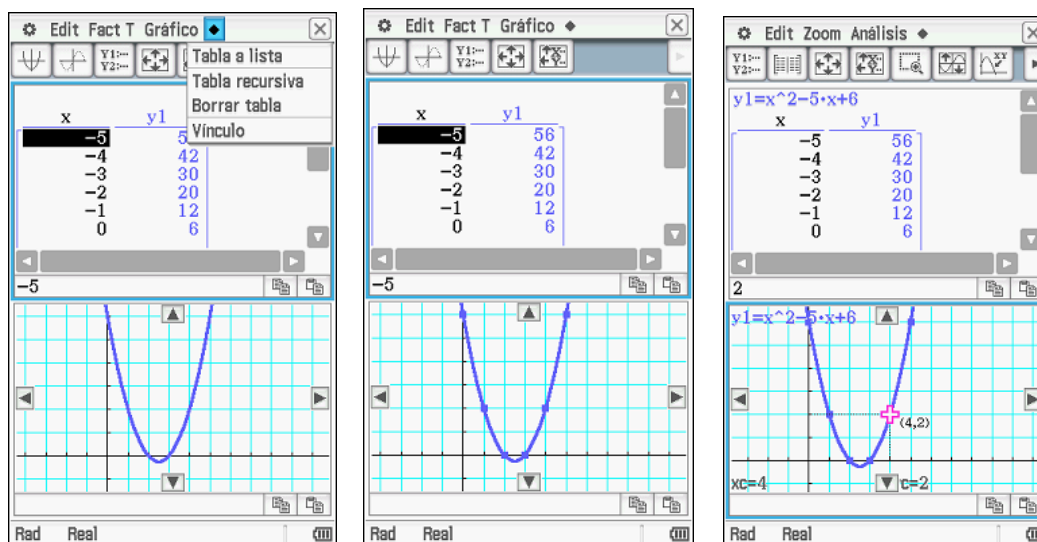 Edit Fact T Gráfico ◆
Tabla a lista
Tabla recursiva
Borrar tabla
Vínculo
x y1
-5 5
-4 42
-3 30
-2 20
-1 12
0 6
-5
Rad Real
Edit Fact T Gráfico ◆
Y1:···
Y2:···
x y1
-5 56
-4 42
-3 30
-2 20
-1 12
0 6
-5
Rad Real
Edit Zoom Análisis ◆
Y1:···
Y2:···
y1=x^2-5·x+6
x y1
-5 56
-4 42
-3 30
-2 20
-1 12
0 6
2
y1=x^2-5·x+6
(4,2)
xc=4 c=2
Rad Real